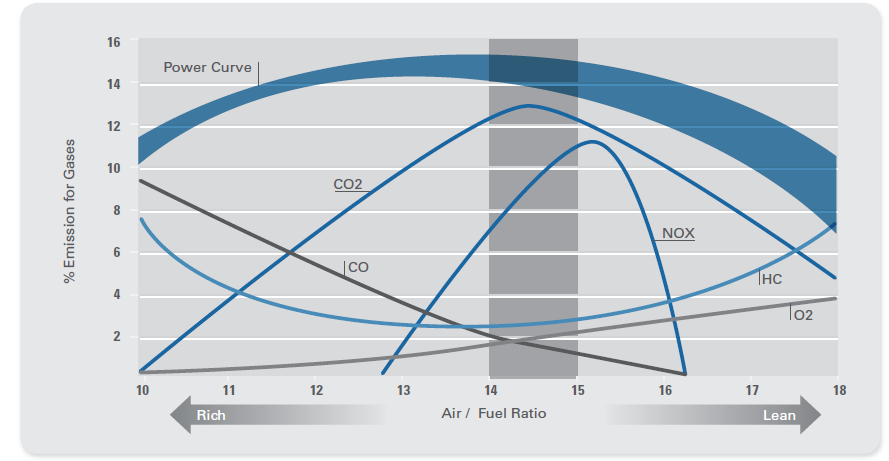 16
Power Curve
14
12
10
% Emission for Gases
CO2
8
NOX
6
CO
HC
4
O2
2
10 11 12 13 14 15 16 17 18
Rich
Air / Fuel Ratio
Lean